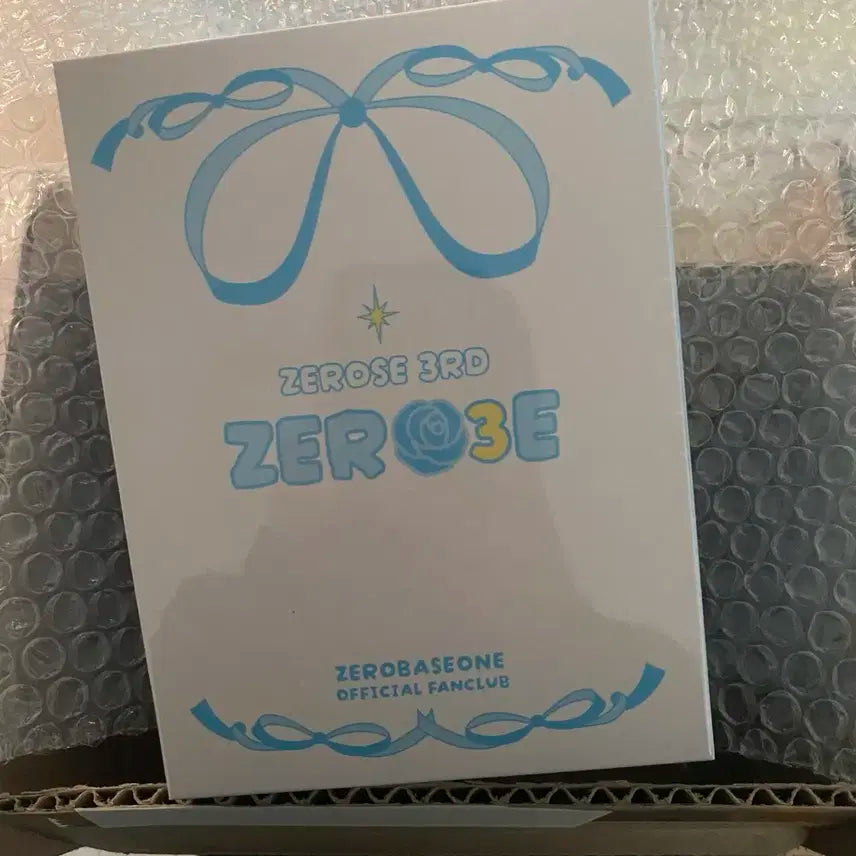 ZEROSE 3RD
ZERO3E
ZEROBASEONE
OFFICIAL FANCLUB